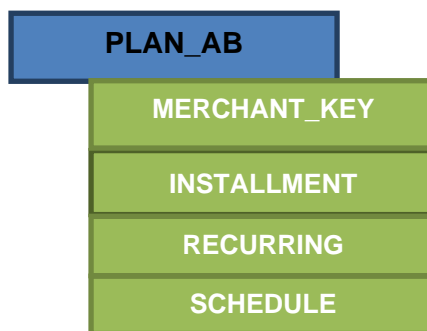 PLAN_AB
MERCHANT_KEY
INSTALLMENT
RECURRING
SCHEDULE